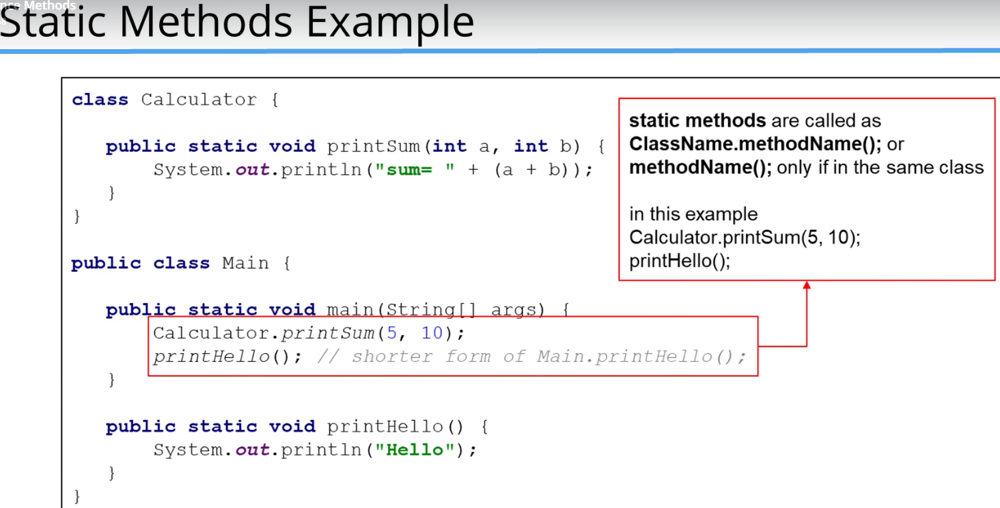 nce Methods
Static Methods Example
class Calculator {
public static void printSum(int a, int b) {
System.out.println("sum= " + (a + b));
}
}
public class Main {
public static void main(String[] args) {
Calculator.printSum(5, 10);
printHello(); // shorter form of Main.printHello();
}
public static void printHello() {
System.out.println("Hello");
}
}
static methods are called as
ClassName.methodName(); or
methodName(); only if in the same class
in this example
Calculator.printSum(5, 10);
printHello();